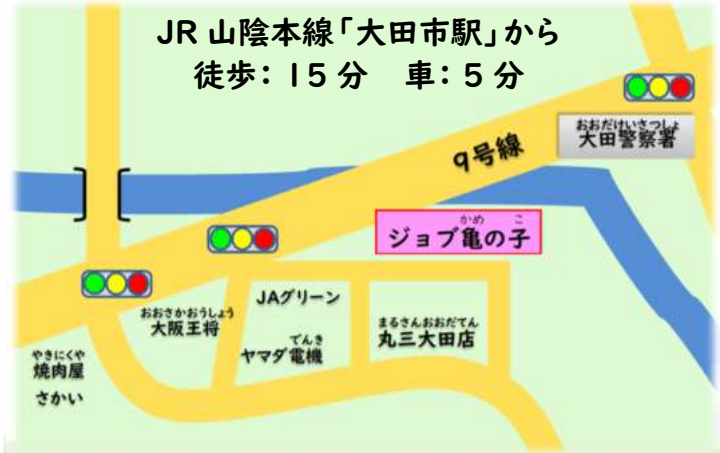 JR 山陰本線「大田市駅」から
徒歩：15分　車：5分
おおだけいさつしょ
大田警察署
9号線
かめ　こ
ジョブ亀の子
JAグリーン
おおさかおうしょう
大阪王将
まるさんおおだてん
丸三大田店
でんき
ヤマダ電機
やきにくや
焼肉屋
さかい